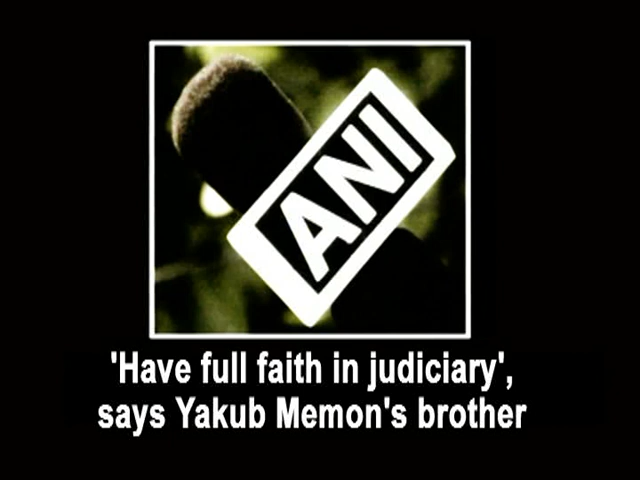 ANI
'Have full faith in judiciary',
says Yakub Memon's brother